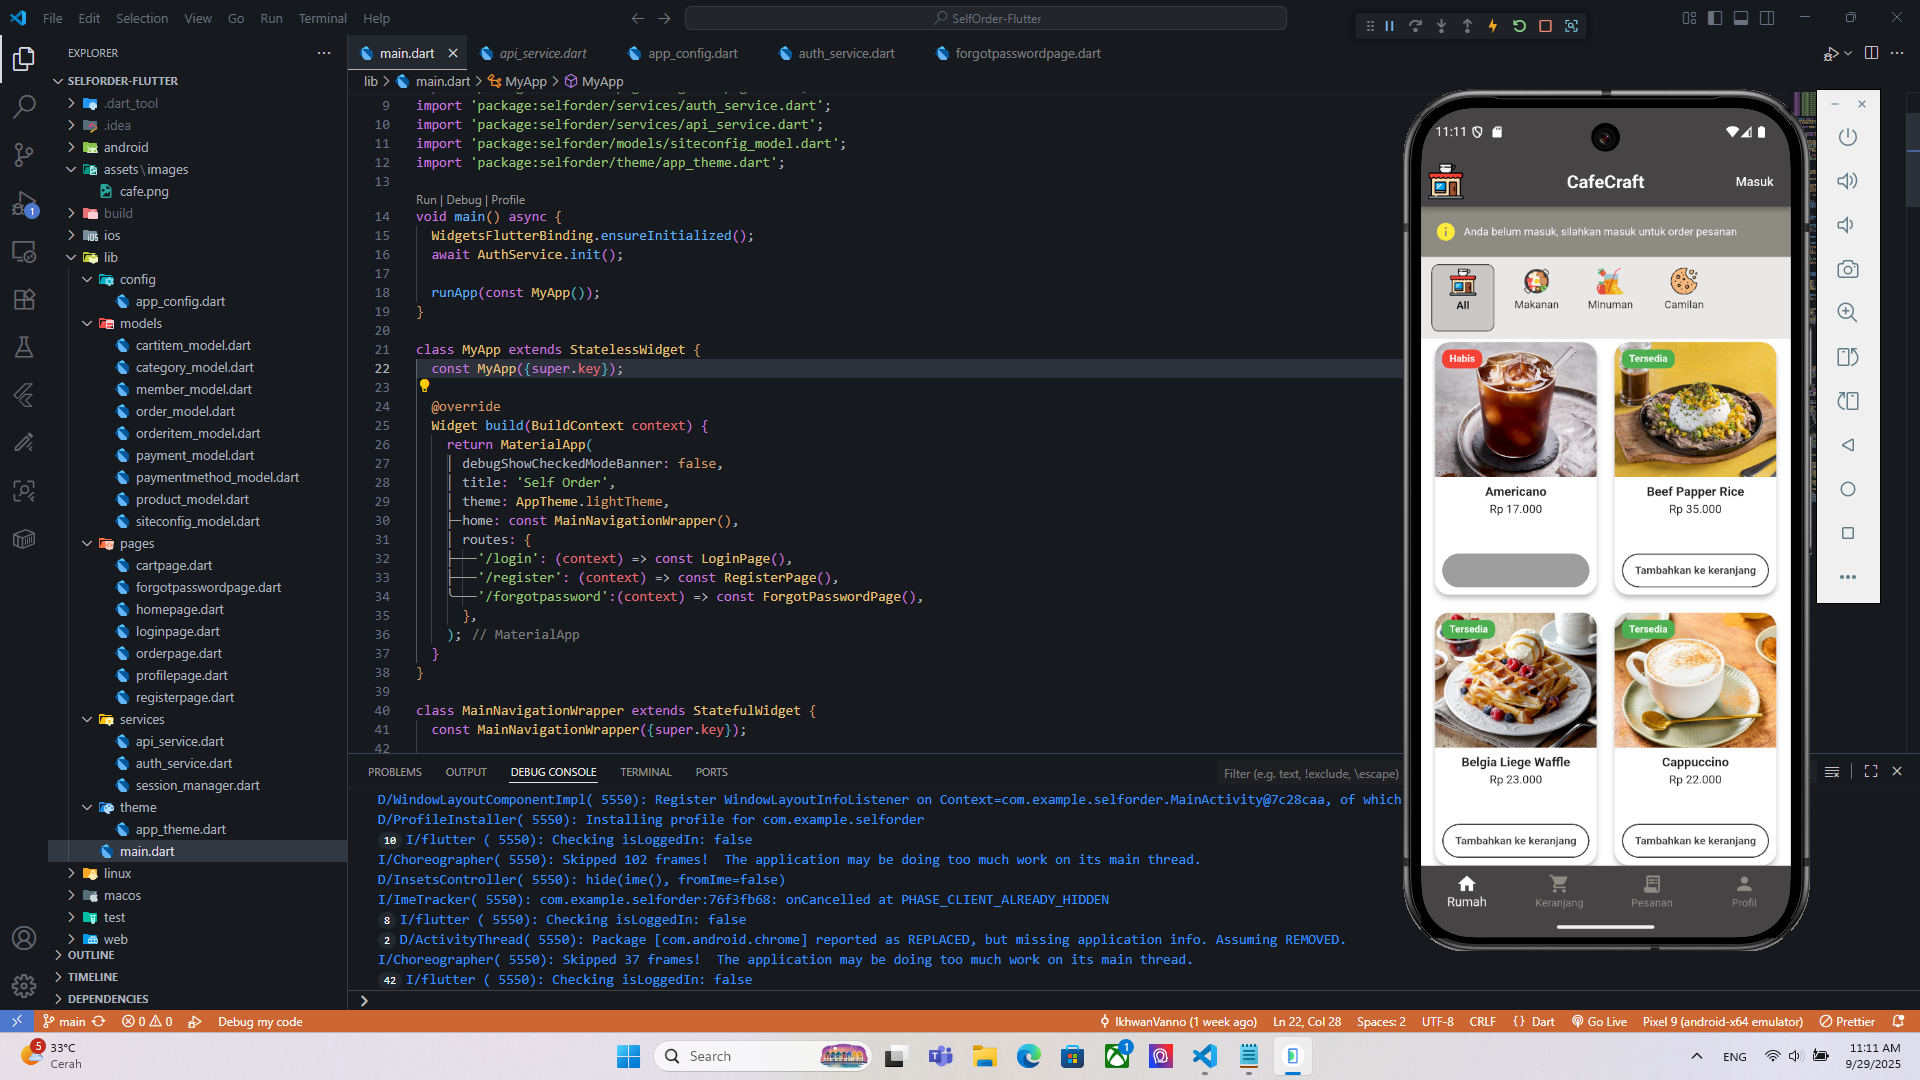 File Edit Selection View Go Run Terminal Help
SelfOrder-Flutter
EXPLORER
SELFORDER-FLUTTER
.dart_tool
.idea
android
assets\images
cafe.png
build
ios
lib
config
app_config.dart
models
cartitem_model.dart
category_model.dart
member_model.dart
order_model.dart
orderitem_model.dart
payment_model.dart
paymentmethod_model.dart
product_model.dart
siteconfig_model.dart
pages
cartpage.dart
forgotpasswordpage.dart
homepage.dart
loginpage.dart
orderpage.dart
profilepage.dart
registerpage.dart
services
api_service.dart
auth_service.dart
session_manager.dart
theme
app_theme.dart
main.dart
linux
macos
test
web
OUTLINE
TIMELINE
DEPENDENCIES
1
main.dart api_service.dart app_config.dart auth_service.dart forgotpasswordpage.dart
lib > main.dart > MyApp > MyApp
9 import 'package:selforder/services/auth_service.dart';
10 import 'package:selforder/services/api_service.dart';
11 import 'package:selforder/models/siteconfig_model.dart';
12 import 'package:selforder/theme/app_theme.dart';
13
Run | Debug | Profile
14 void main() async {
15 WidgetsFlutterBinding.ensureInitialized();
16 await AuthService.init();
17
18 runApp(const MyApp());
19 }
20
21 class MyApp extends StatelessWidget {
22 const MyApp({super.key});
23
24 @override
25 Widget build(BuildContext context) {
26 return MaterialApp(
27 debugShowCheckedModeBanner: false,
28 title: 'Self Order',
29 theme: AppTheme.lightTheme,
30 home: const MainNavigationWrapper(),
31 routes: {
32 '/login': (context) => const LoginPage(),
33 '/register': (context) => const RegisterPage(),
34 '/forgotpassword':(context) => const ForgotPasswordPage(),
35 },
36 ); // MaterialApp
37 }
38 }
39
40 class MainNavigationWrapper extends StatefulWidget {
41 const MainNavigationWrapper({super.key});
42
PROBLEMS OUTPUT DEBUG CONSOLE TERMINAL PORTS
Filter (e.g. text, !exclude, \escape)
D/WindowLayoutComponentImpl( 5550): Register WindowLayoutInfoListener on Context=com.example.selforder.MainActivity@7c28caa, of which
D/ProfileInstaller( 5550): Installing profile for com.example.selforder
10 I/flutter ( 5550): Checking isLoggedIn: false
I/Choreographer( 5550): Skipped 102 frames! The application may be doing too much work on its main thread.
D/InsetsController( 5550): hide(ime(), fromIme=false)
I/ImeTracker( 5550): com.example.selforder:76f3fb68: onCancelled at PHASE_CLIENT_ALREADY_HIDDEN
8 I/flutter ( 5550): Checking isLoggedIn: false
2 D/ActivityThread( 5550): Package [com.android.chrome] reported as REPLACED, but missing application info. Assuming REMOVED.
I/Choreographer( 5550): Skipped 37 frames! The application may be doing too much work on its main thread.
42 I/flutter ( 5550): Checking isLoggedIn: false
11:11
CafeCraft
Masuk
Anda belum masuk, silahkan masuk untuk order pesanan
All Makanan Minuman Camilan
Habis Tersedia
Americano Beef Papper Rice
Rp 17.000 Rp 35.000
Tambahkan ke keranjang
Tersedia Tersedia
Belgia Liege Waffle Cappuccino
Rp 23.000 Rp 22.000
Tambahkan ke keranjang Tambahkan ke keranjang
Rumah Keranjang Pesanan Profil
main 0 0 Debug my code
IkhwanVanno (1 week ago) Ln 22, Col 28 Spaces: 2 UTF-8 CRLF {} Dart Go Live Pixel 9 (android-x64 emulator) Prettier
5
33°C
Cerah
Search
1
ENG
11:11 AM
9/29/2025